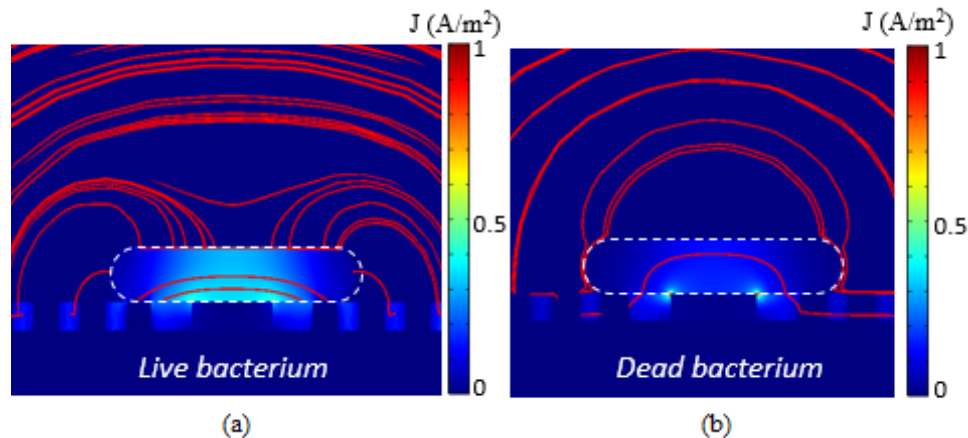 J (A/m²)
1
0.5
0
Live bacterium
(a)
J (A/m²)
1
0.5
0
Dead bacterium
(b)